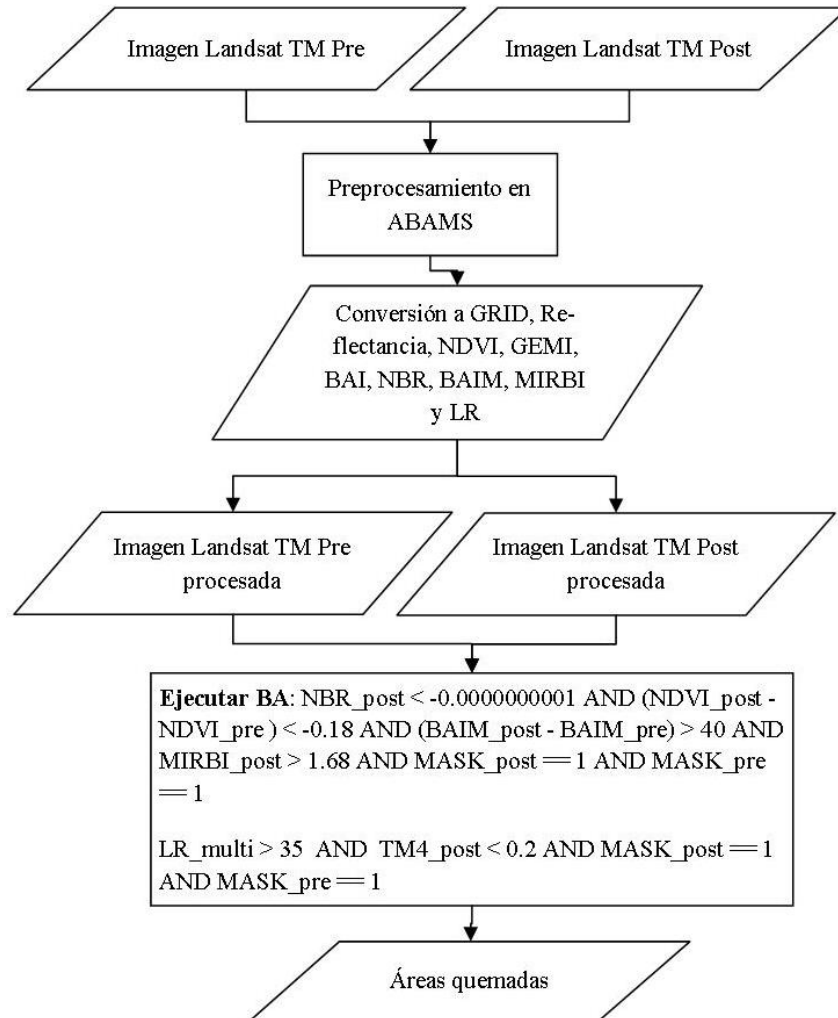 Imagen Landsat TM Pre
Imagen Landsat TM Post
Preprocesamiento en
ABAMS
Conversión a GRID, Re-
flectancia, NDVI, GEMI,
BAI, NBR, BAIM, MIRBI
y LR
Imagen Landsat TM Pre
procesada
Imagen Landsat TM Post
procesada
Ejecutar BA: NBR_post < -0.0000000001 AND (NDVI_post -
NDVI_pre ) < -0.18 AND (BAIM_post - BAIM_pre) > 40 AND
MIRBI_post > 1.68 AND MASK_post == 1 AND MASK_pre
== 1
LR_multi > 35 AND TM4_post < 0.2 AND MASK_post == 1
AND MASK_pre == 1
Áreas quemadas